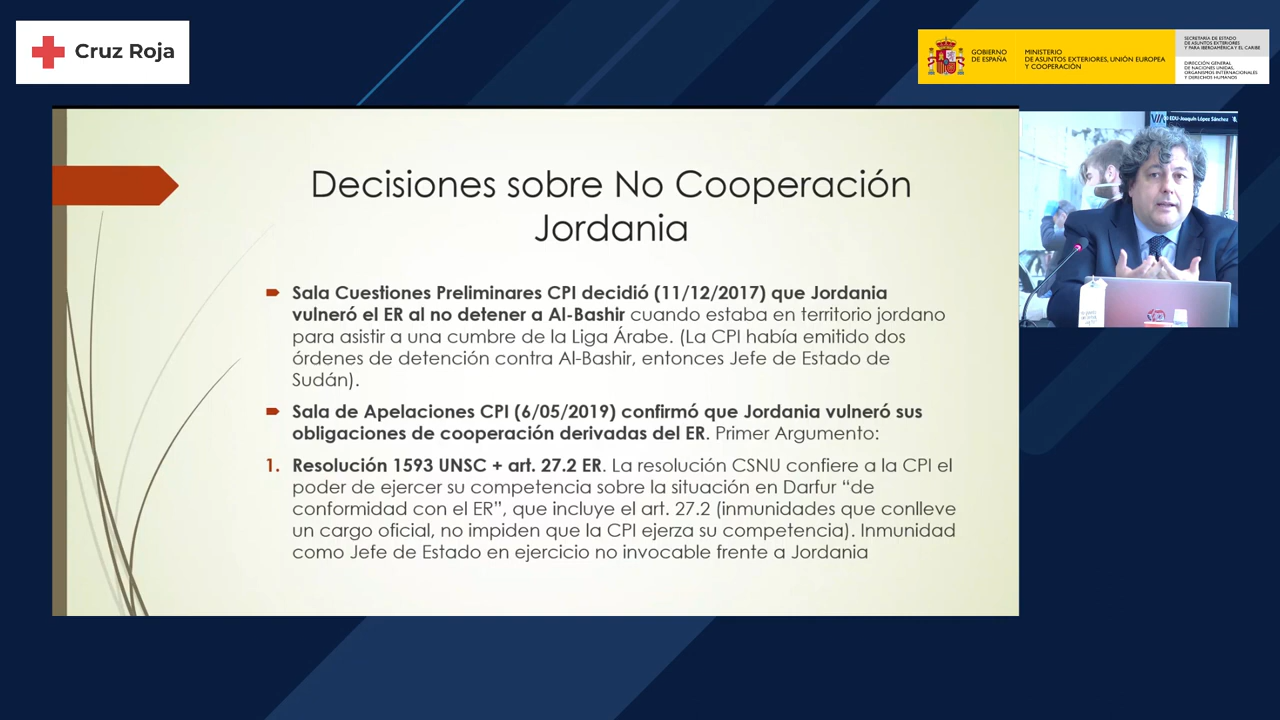 Cruz Roja
GOBIERNO
DE ESPAÑA
MINISTERIO
DE ASUNTOS EXTERIORES, UNIÓN EUROPEA
Y COOPERACIÓN
SECRETARÍA DE ESTADO
DE ASUNTOS EXTERIORES
Y PARA IBEROAMÉRICA Y EL CARIBE
DIRECCIÓN GENERAL
DE NACIONES UNIDAS,
ORGANISMOS INTERNACIONALES
Y DERECHOS HUMANOS
EDU-Joaquín López Sánchez
Decisiones sobre No Cooperación
Jordania
Sala Cuestiones Preliminares CPI decidió (11/12/2017) que Jordania
vulneró el ER al no detener a Al-Bashir cuando estaba en territorio jordano
para asistir a una cumbre de la Liga Árabe. (La CPI había emitido dos
órdenes de detención contra Al-Bashir, entonces Jefe de Estado de
Sudán).
Sala de Apelaciones CPI (6/05/2019) confirmó que Jordania vulneró sus
obligaciones de cooperación derivadas del ER. Primer Argumento:
1. Resolución 1593 UNSC + art. 27.2 ER. La resolución CSNU confiere a la CPI el
poder de ejercer su competencia sobre la situación en Darfur “de
conformidad con el ER”, que incluye el art. 27.2 (inmunidades que conlleve
un cargo oficial, no impiden que la CPI ejerza su competencia). Inmunidad
como Jefe de Estado en ejercicio no invocable frente a Jordania